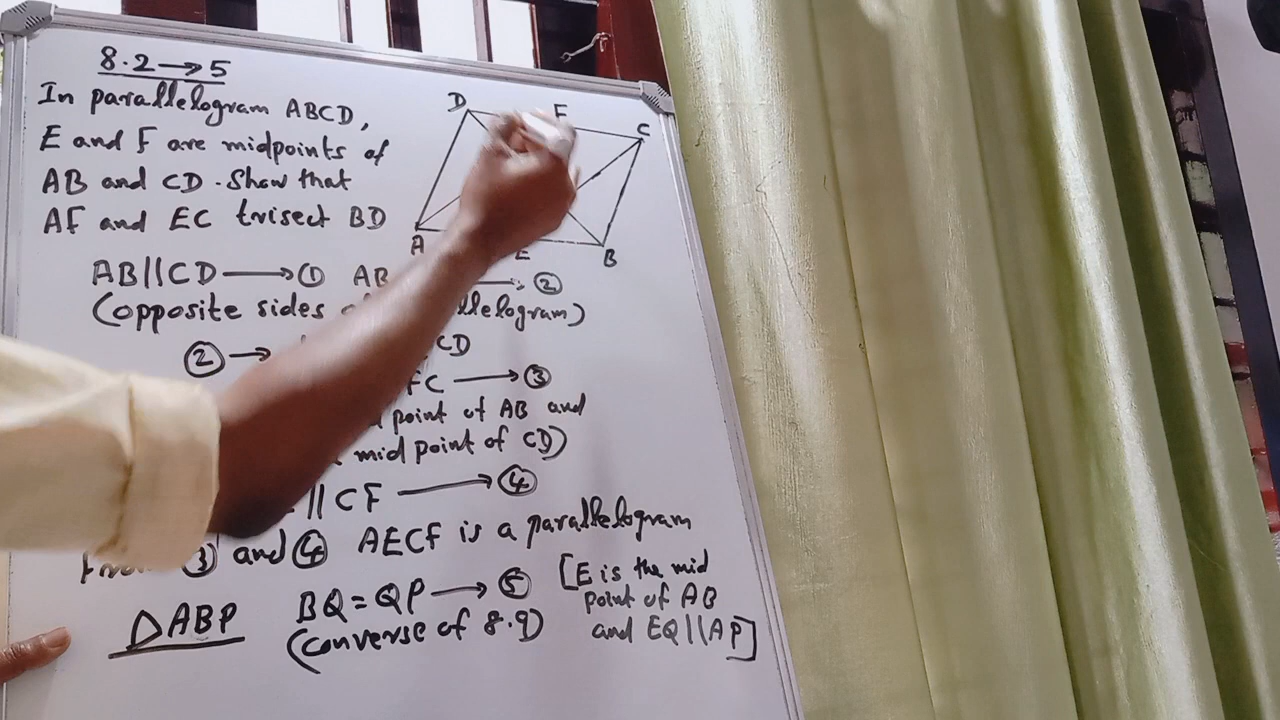 8.2→5
In parallelogram ABCD,
E and F are midpoints of
AB and CD. Show that
AF and EC trisect BD
D F C
A E B
AB||CD → ① AB → ②
(opposite sides llelogram)
② → CD
FC → ③
point of AB and
mid point of CD)
||CF → ④
③ and ④ AECF is a parallelogram
△ABP BQ = QP → ⑤ [E is the mid
point of AB
(converse of 8.9) and EQ||AP]